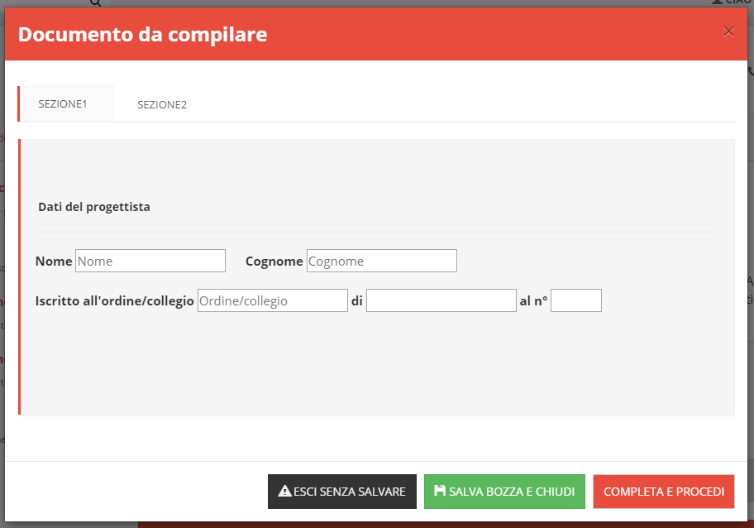 CIAO
Documento da compilare
×
SEZIONE1 SEZIONE2
Dati del progettista
Nome Nome Cognome Cognome
Iscritto all'ordine/collegio Ordine/collegio di al n°
ESCI SENZA SALVARE SALVA BOZZA E CHIUDI COMPLETA E PROCEDI